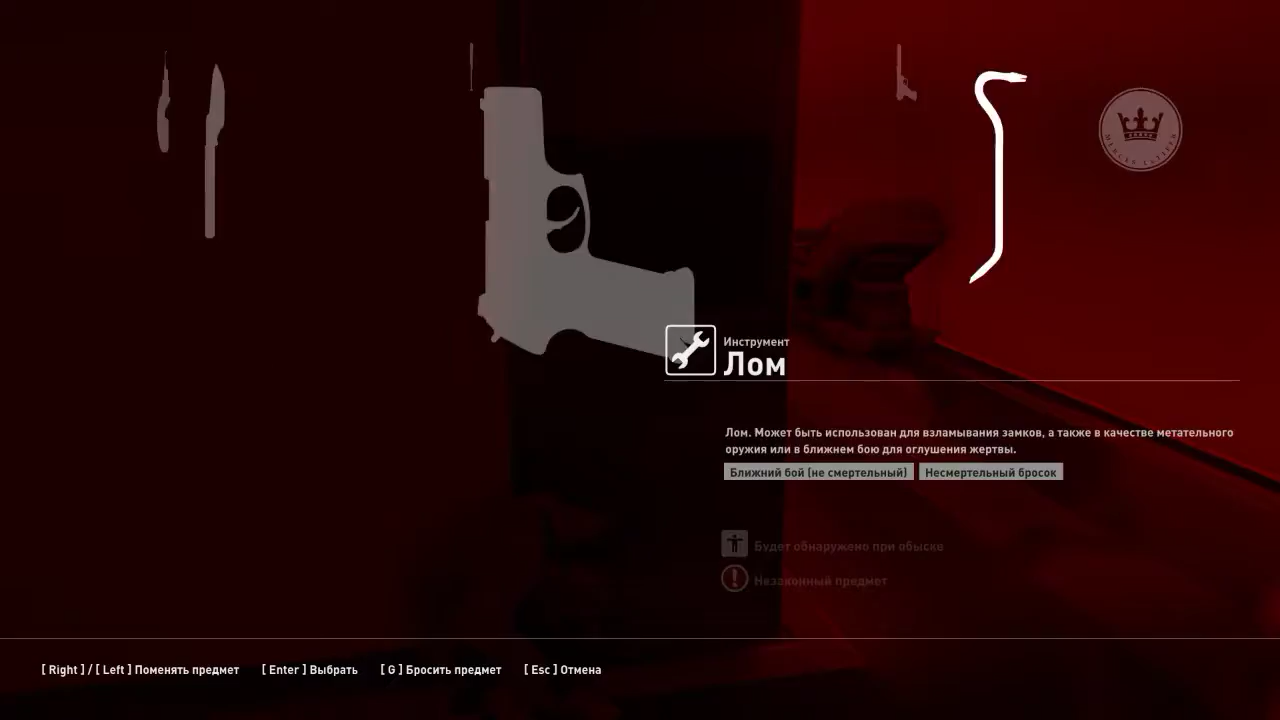 Инструмент
Лом
Лом. Может быть использован для взламывания замков, а также в качестве метательного
оружия или в ближнем бою для оглушения жертвы.
Ближний бой (не смертельный) Несмертельный бросок
Будет обнаружено при обыске
Незаконный предмет
[ Right ] / [ Left ] Поменять предмет [ Enter ] Выбрать [ G ] Бросить предмет [ Esc ] Отмена